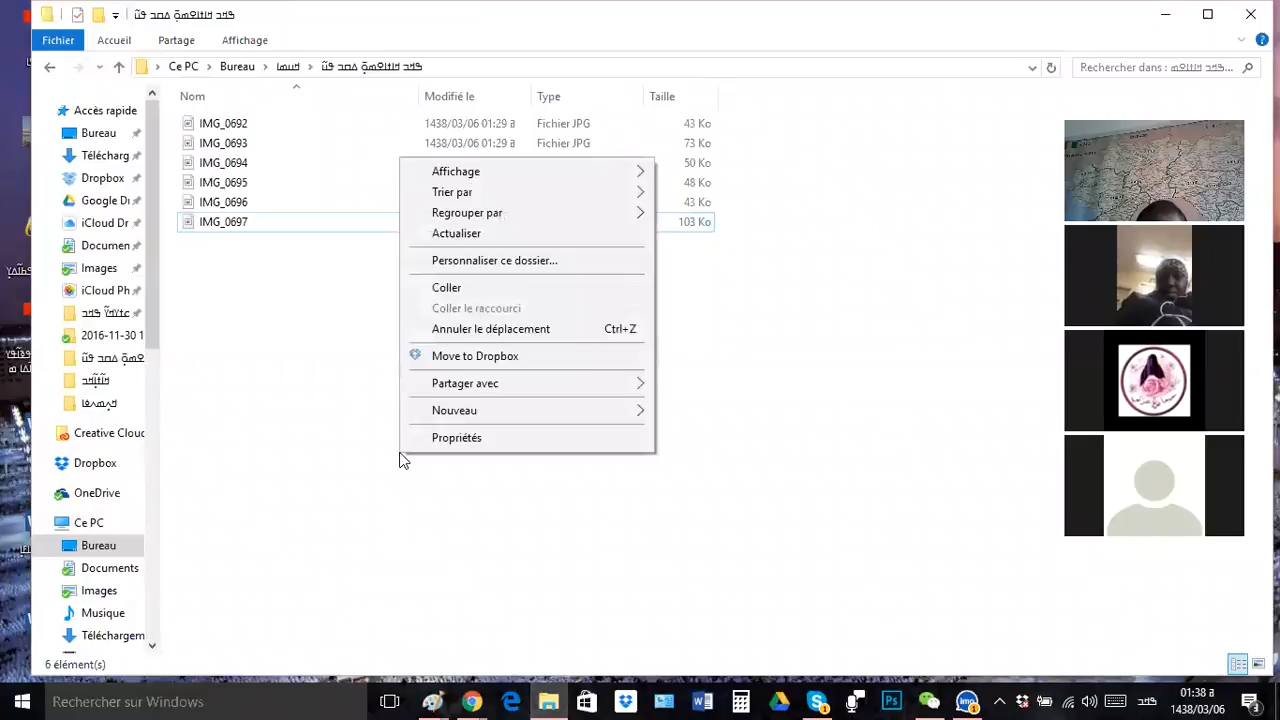 Fichier Accueil Partage Affichage
Ce PC > Bureau >
Rechercher dans :
Nom Modifié le Type Taille
Accès rapide
Bureau
Télécharg
Dropbox
Google Dr
iCloud Dr
Documen
Images
iCloud Ph
2016-11-30 1
Creative Cloud
Dropbox
OneDrive
Ce PC
Bureau
Documents
Images
Musique
Téléchargem
IMG_0692 1438/03/06 01:29 Fichier JPG 43 Ko
IMG_0693 1438/03/06 01:29 Fichier JPG 73 Ko
IMG_0694 50 Ko
IMG_0695 48 Ko
IMG_0696 43 Ko
IMG_0697 103 Ko
Affichage
Trier par
Regrouper par
Actualiser
Personnaliser ce dossier...
Coller
Coller le raccourci
Annuler le déplacement Ctrl+Z
Move to Dropbox
Partager avec
Nouveau
Propriétés
6 élément(s)
Rechercher sur Windows
01:38
1438/03/06